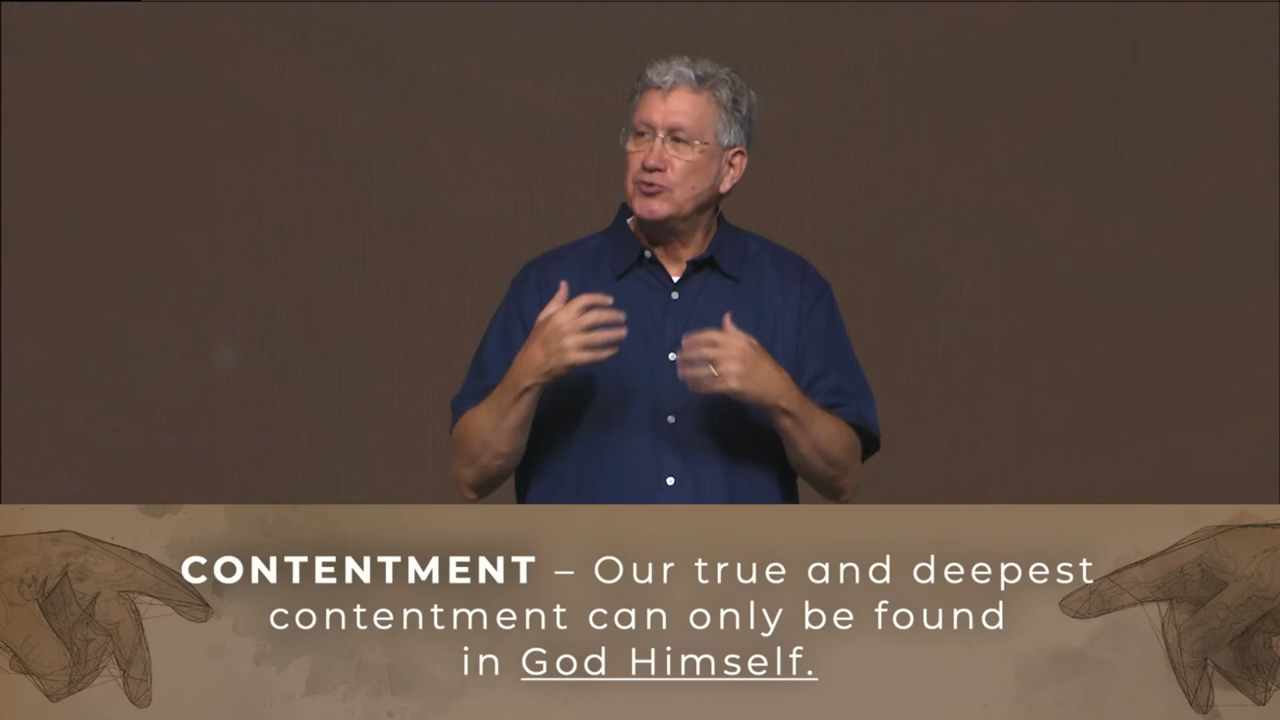 CONTENTMENT – Our true and deepest
contentment can only be found
in God Himself.